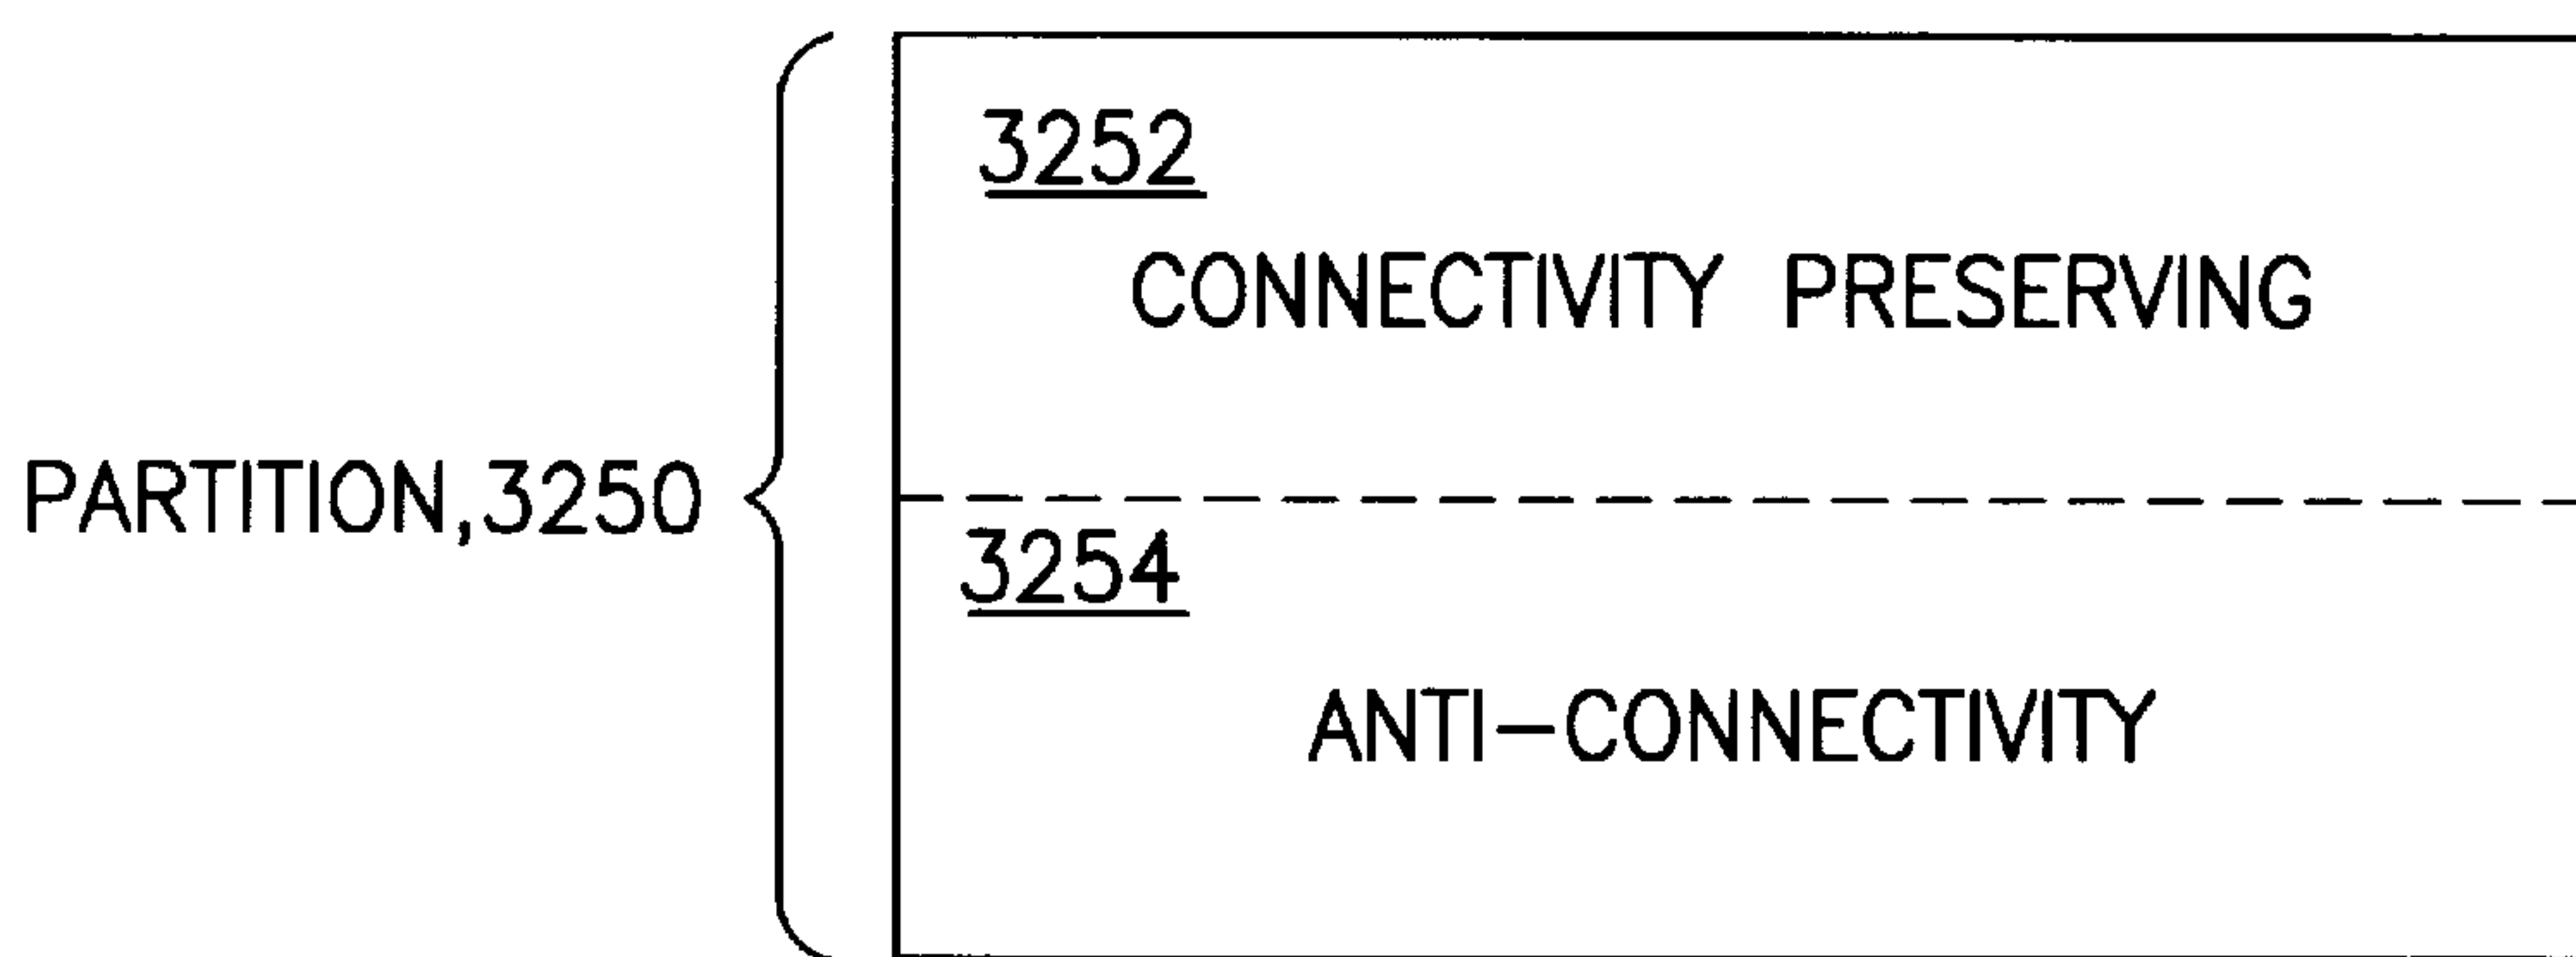 3252
CONNECTIVITY PRESERVING
PARTITION,3250
3254
ANTI-CONNECTIVITY